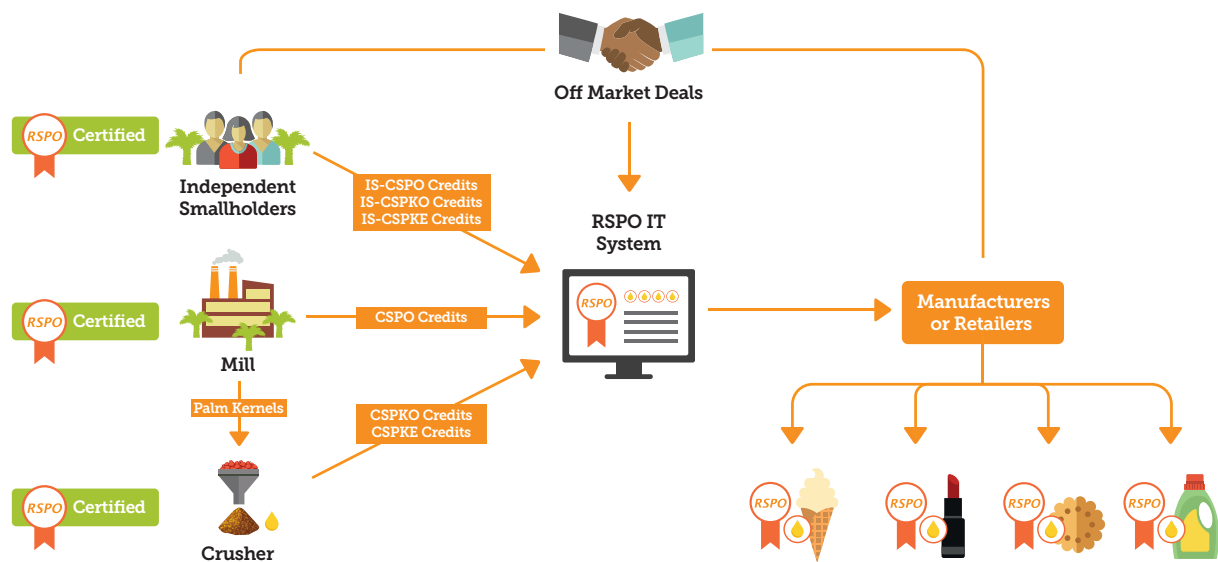 Off Market Deals
RSPO Certified
Independent
Smallholders
IS-CSPO Credits
IS-CSPKO Credits
IS-CSPKE Credits
RSPO IT
System
RSPO
RSPO Certified
Mill
CSPO Credits
Manufacturers
or Retailers
Palm Kernels
CSPKO Credits
CSPKE Credits
RSPO Certified
Crusher
RSPO
RSPO
RSPO
RSPO